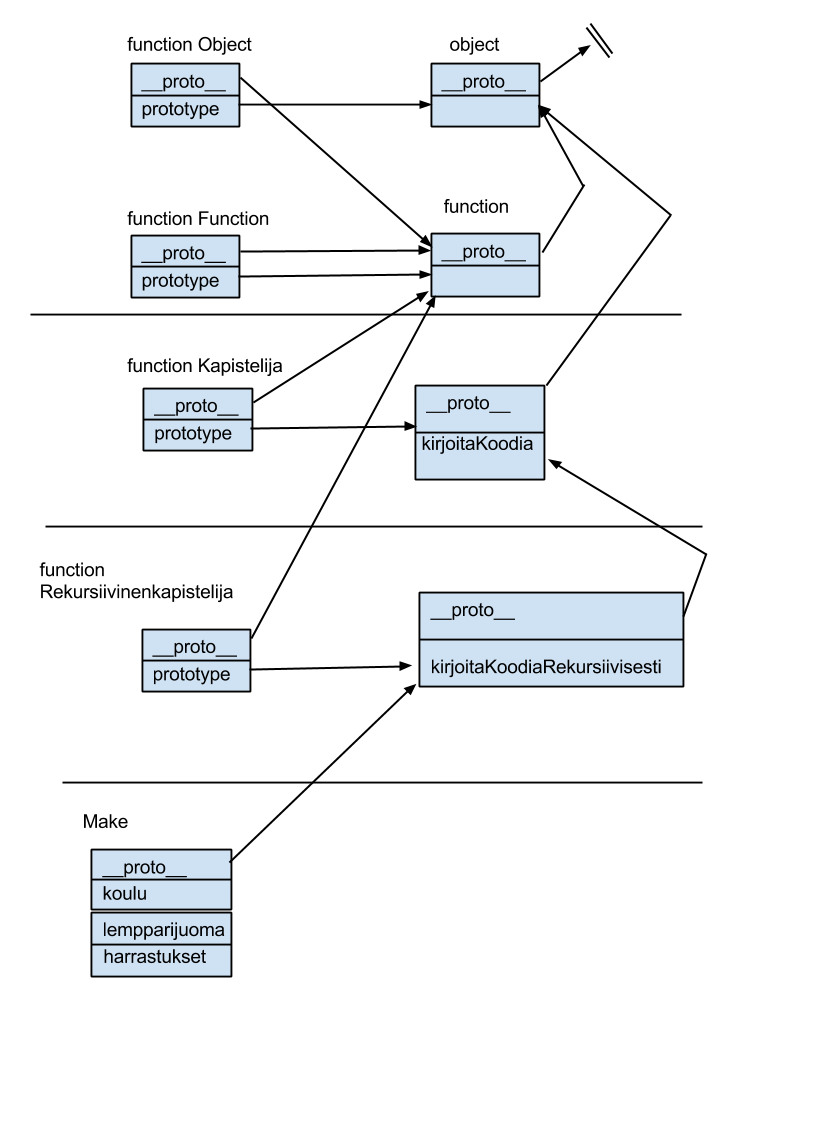 function Object
object
__proto__
prototype
__proto__
function Function
function
__proto__
prototype
__proto__
function Kapistelija
__proto__
prototype
__proto__
kirjoitaKoodia
function
Rekursiivinenkapistelija
__proto__
prototype
__proto__
kirjoitaKoodiaRekursiivisesti
Make
__proto__
koulu
lempparijuoma
harrastukset